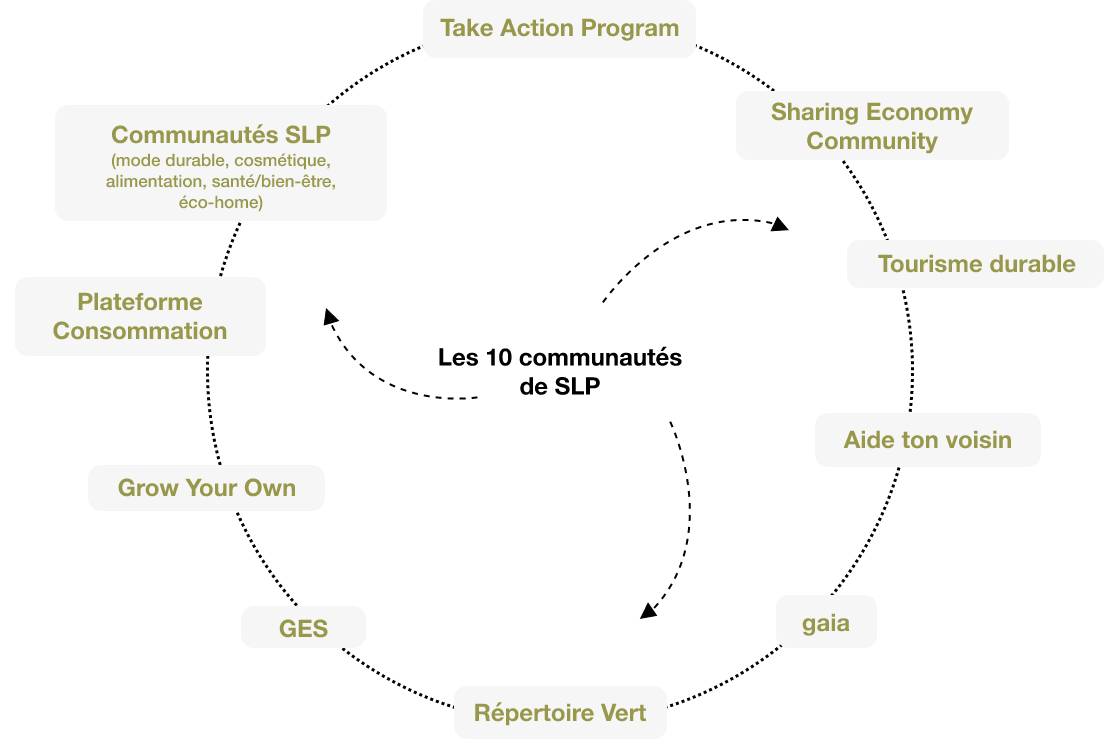 Take Action Program
Sharing Economy
Community
Communautés SLP
(mode durable, cosmétique,
alimentation, santé/bien-être,
éco-home)
Tourisme durable
Plateforme
Consommation
Les 10 communautés
de SLP
Aide ton voisin
Grow Your Own
gaia
GES
Répertoire Vert